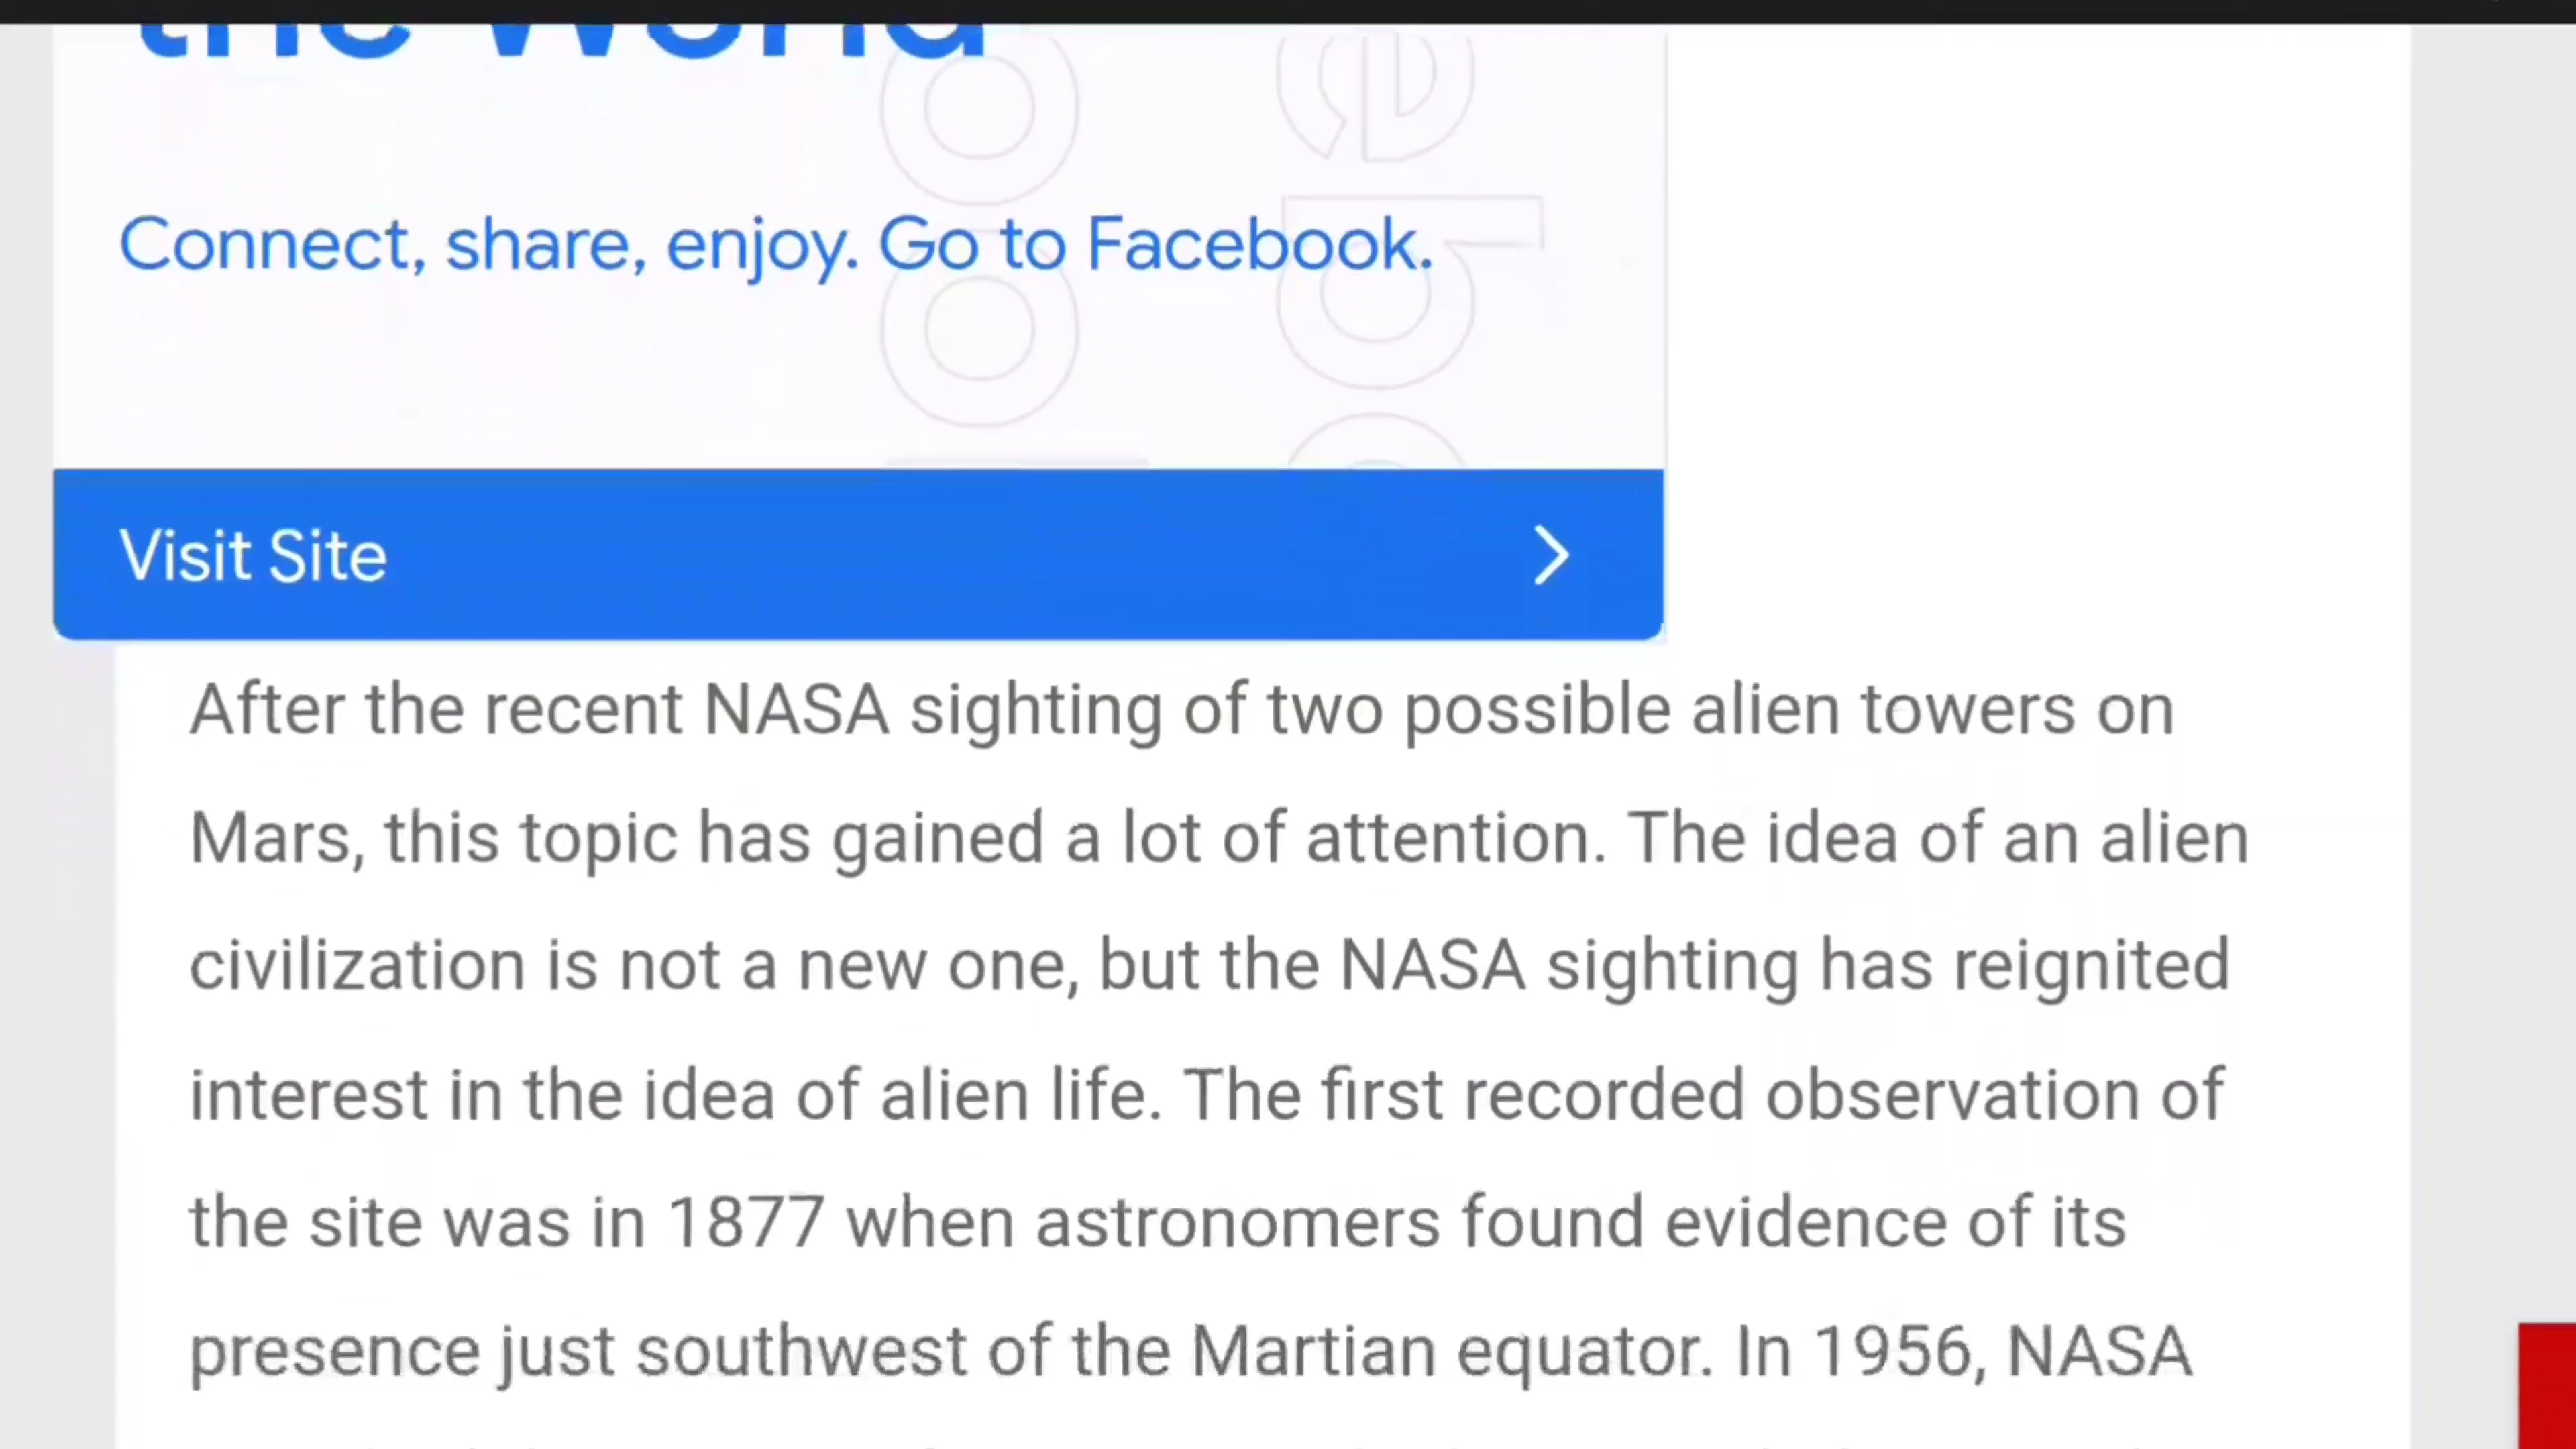 the world
Connect, share, enjoy. Go to Facebook.
Visit Site
After the recent NASA sighting of two possible alien towers on
Mars, this topic has gained a lot of attention. The idea of an alien
civilization is not a new one, but the NASA sighting has reignited
interest in the idea of alien life. The first recorded observation of
the site was in 1877 when astronomers found evidence of its
presence just southwest of the Martian equator. In 1956, NASA